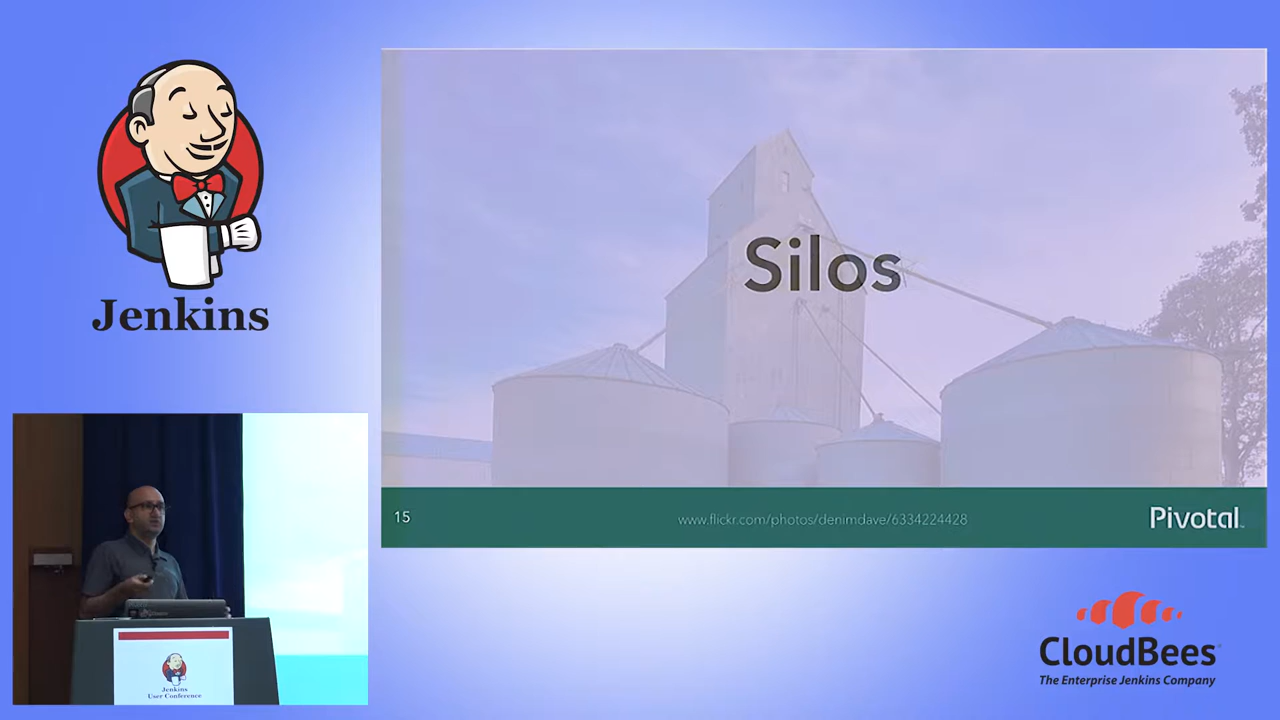 Jenkins
Silos
15
www.flickr.com/photos/denimdave/6334224428
Pivotal
Jenkins
User Conference
CloudBees
The Enterprise Jenkins Company